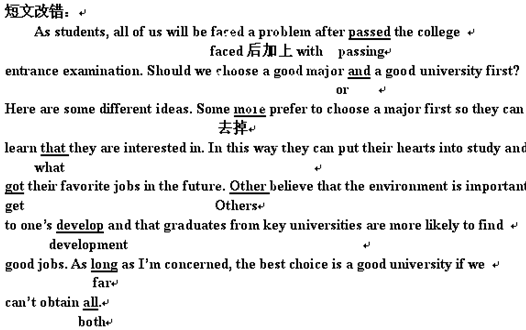 短文改错：
As students, all of us will be faced a problem after passed the college
faced 后加上 with passing
entrance examination. Should we choose a good major and a good university first?
or
Here are some different ideas. Some more prefer to choose a major first so they can
去掉
learn that they are interested in. In this way they can put their hearts into study and
what
got their favorite jobs in the future. Other believe that the environment is important
get Others
to one's develop and that graduates from key universities are more likely to find
development
good jobs. As long as I'm concerned, the best choice is a good university if we
far
can't obtain all.
both